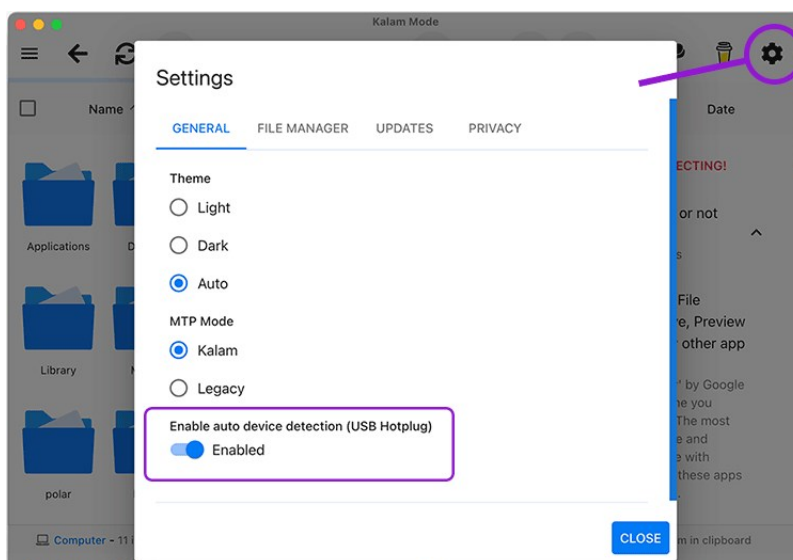 Kalam Mode
Settings
Name
Date
GENERAL FILE MANAGER UPDATES PRIVACY
Theme
Light
Dark
Auto
MTP Mode
Kalam
Legacy
Enable auto device detection (USB Hotplug)
Enabled
CLOSE
Applications
D
Library
polar
Computer - 11 i
ECTING!
or not
s
File
e, Preview
other app
' by Google
ne you
The most
e and
e with
these apps
m in clipboard